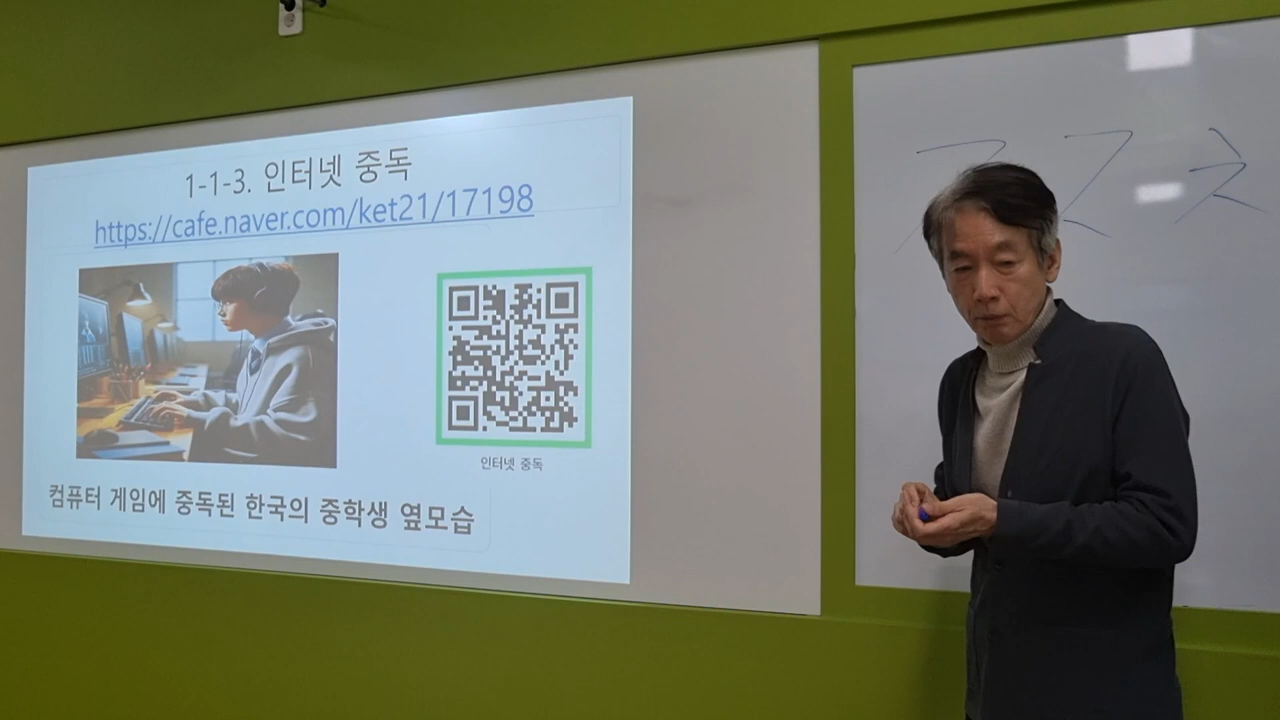 1-1-3. 인터넷 중독
https://cafe.naver.com/ket21/17198
인터넷 중독
컴퓨터 게임에 중독된 한국의 중학생 옆모습